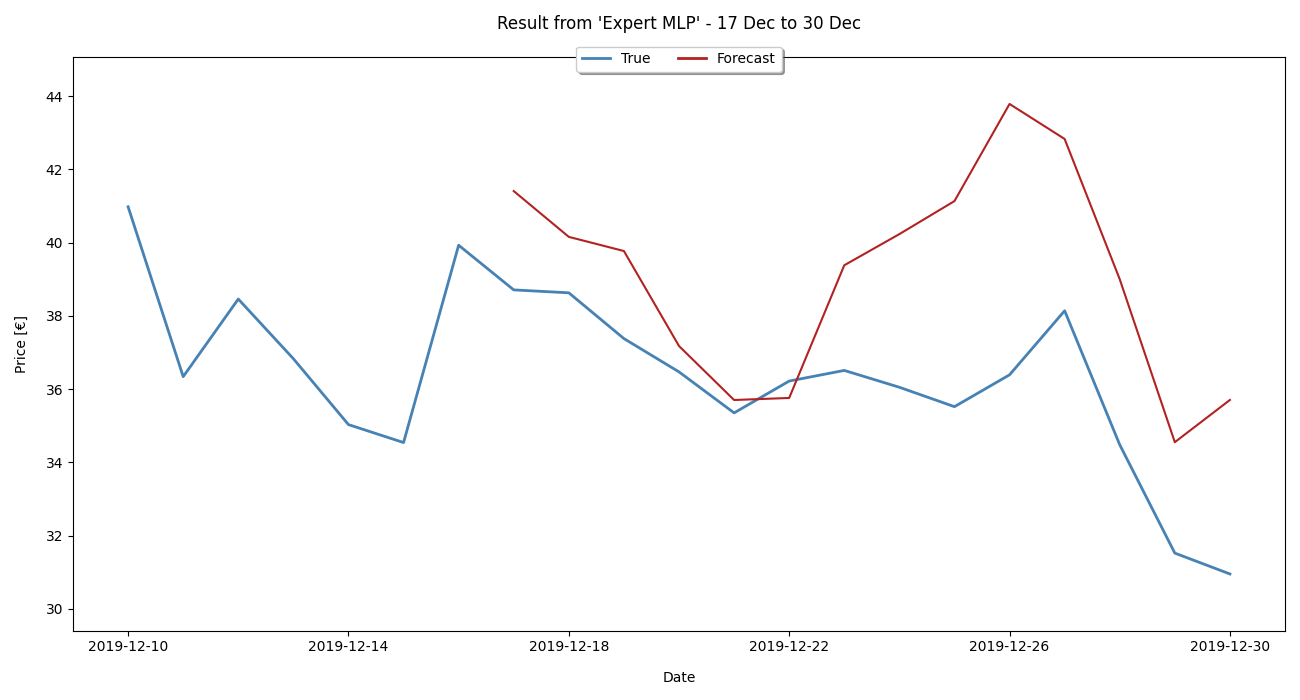 Result from 'Expert MLP' - 17 Dec to 30 Dec
True Forecast
Price [€]
44
42
40
38
36
34
32
30
2019-12-10 2019-12-14 2019-12-18 2019-12-22 2019-12-26 2019-12-30
Date